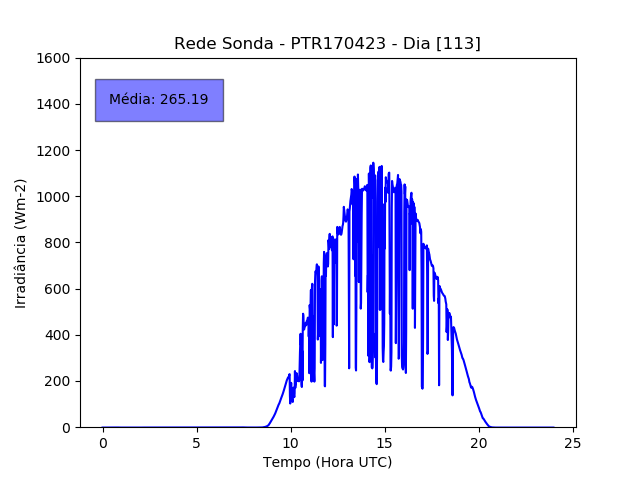 Rede Sonda - PTR170423 - Dia [113]
1600
1400
1200
1000
800
600
400
200
0
Média: 265.19
Irradiância (Wm-2)
0 5 10 15 20 25
Tempo (Hora UTC)